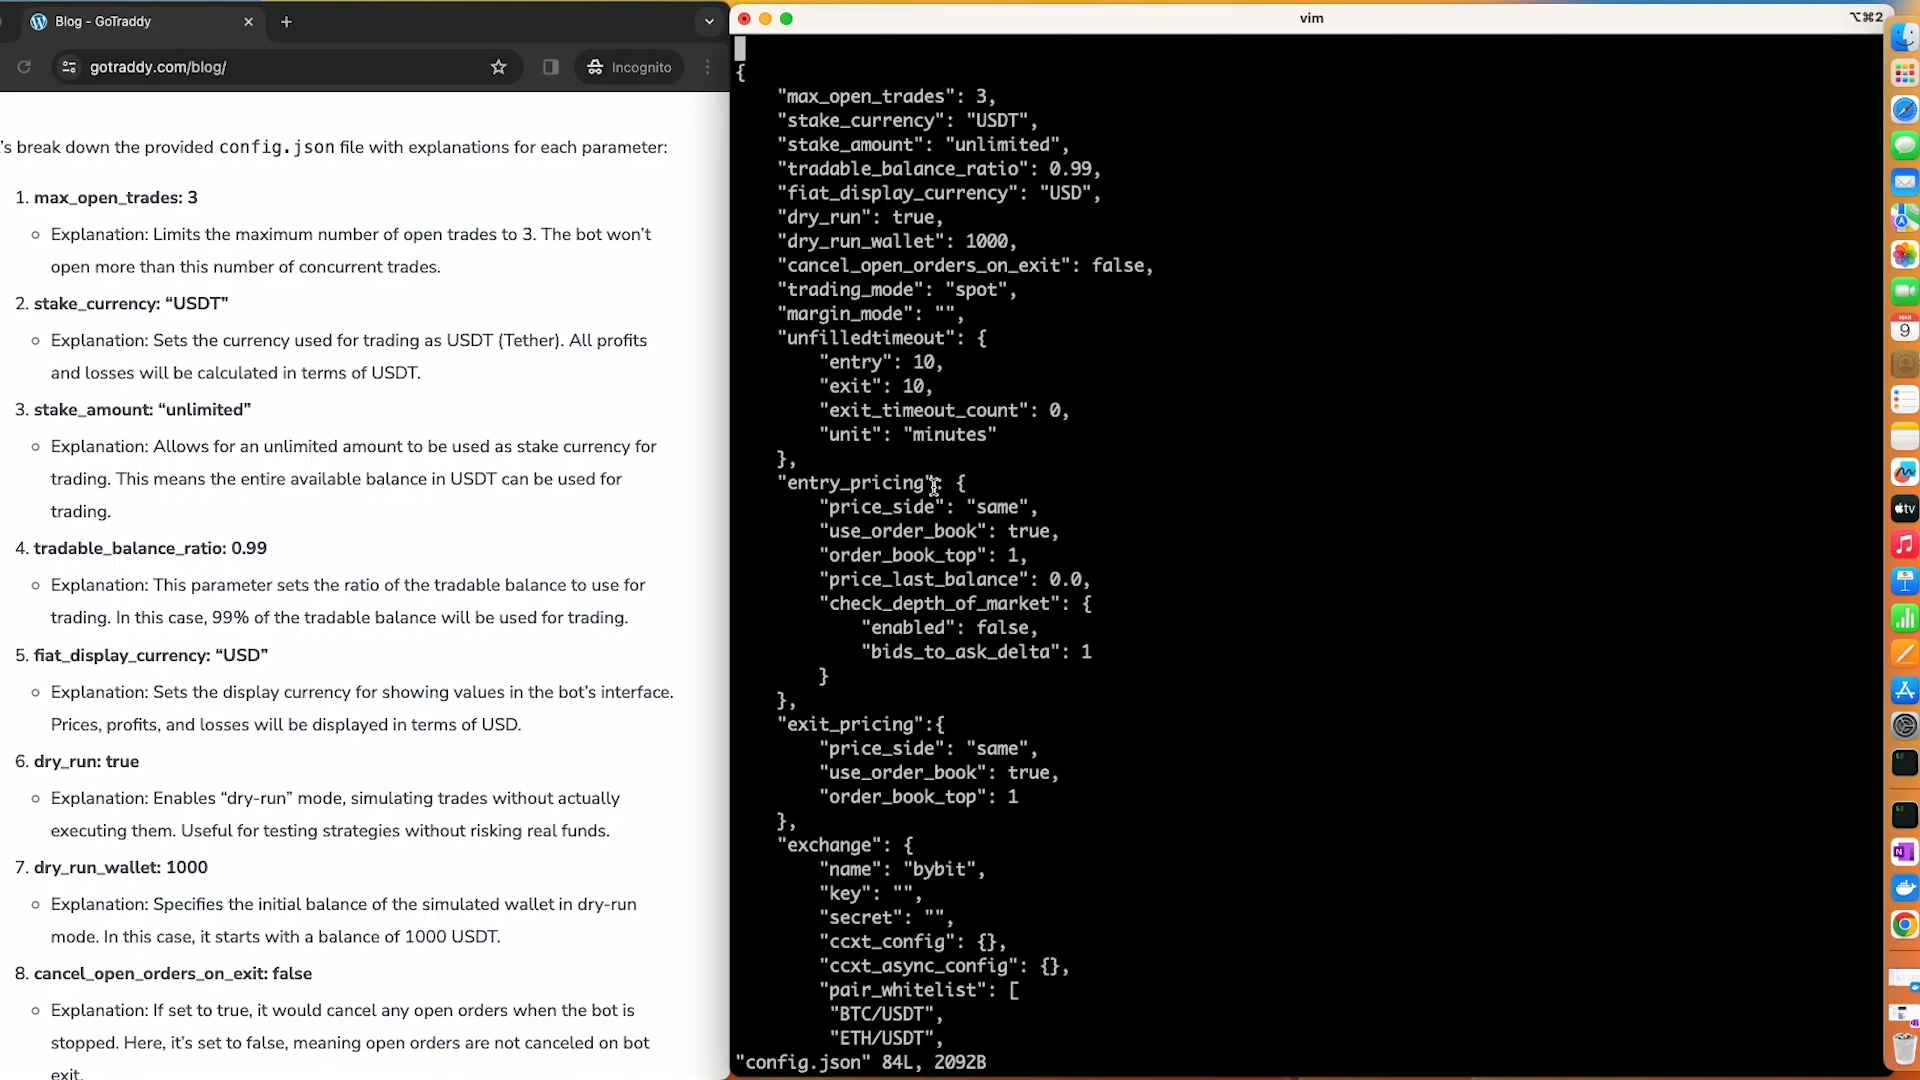 Blog - GoTraddy
gotraddy.com/blog/
Incognito
's break down the provided config.json file with explanations for each parameter:
1. max_open_trades: 3
Explanation: Limits the maximum number of open trades to 3. The bot won't
open more than this number of concurrent trades.
2. stake_currency: “USDT”
Explanation: Sets the currency used for trading as USDT (Tether). All profits
and losses will be calculated in terms of USDT.
3. stake_amount: “unlimited”
Explanation: Allows for an unlimited amount to be used as stake currency for
trading. This means the entire available balance in USDT can be used for
trading.
4. tradable_balance_ratio: 0.99
Explanation: This parameter sets the ratio of the tradable balance to use for
trading. In this case, 99% of the tradable balance will be used for trading.
5. fiat_display_currency: “USD”
Explanation: Sets the display currency for showing values in the bot’s interface.
Prices, profits, and losses will be displayed in terms of USD.
6. dry_run: true
Explanation: Enables “dry-run” mode, simulating trades without actually
executing them. Useful for testing strategies without risking real funds.
7. dry_run_wallet: 1000
Explanation: Specifies the initial balance of the simulated wallet in dry-run
mode. In this case, it starts with a balance of 1000 USDT.
8. cancel_open_orders_on_exit: false
Explanation: If set to true, it would cancel any open orders when the bot is
stopped. Here, it’s set to false, meaning open orders are not canceled on bot
exit.
vim
⌥⌘2
{
"max_open_trades": 3,
"stake_currency": "USDT",
"stake_amount": "unlimited",
"tradable_balance_ratio": 0.99,
"fiat_display_currency": "USD",
"dry_run": true,
"dry_run_wallet": 1000,
"cancel_open_orders_on_exit": false,
"trading_mode": "spot",
"margin_mode": "",
"unfilledtimeout": {
"entry": 10,
"exit": 10,
"exit_timeout_count": 0,
"unit": "minutes"
},
"entry_pricing": {
"price_side": "same",
"use_order_book": true,
"order_book_top": 1,
"price_last_balance": 0.0,
"check_depth_of_market": {
"enabled": false,
"bids_to_ask_delta": 1
}
},
"exit_pricing":{
"price_side": "same",
"use_order_book": true,
"order_book_top": 1
},
"exchange": {
"name": "bybit",
"key": "",
"secret": "",
"ccxt_config": {},
"ccxt_async_config": {},
"pair_whitelist": [
"BTC/USDT",
"ETH/USDT",
"config.json" 84L, 2092B
9
tv